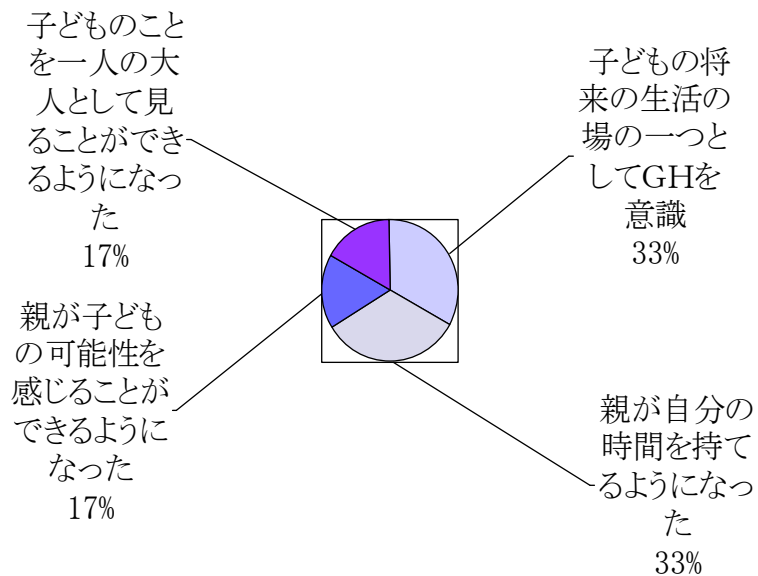 子どものこと
を一人の大
人として見
ることができ
るようになっ
た
17%
子どもの将
来の生活の
場の一つと
してGHを
意識
33%
親が子ども
の可能性を
感じることが
できるように
なった
17%
親が自分の
時間を持て
るようになっ
た
33%